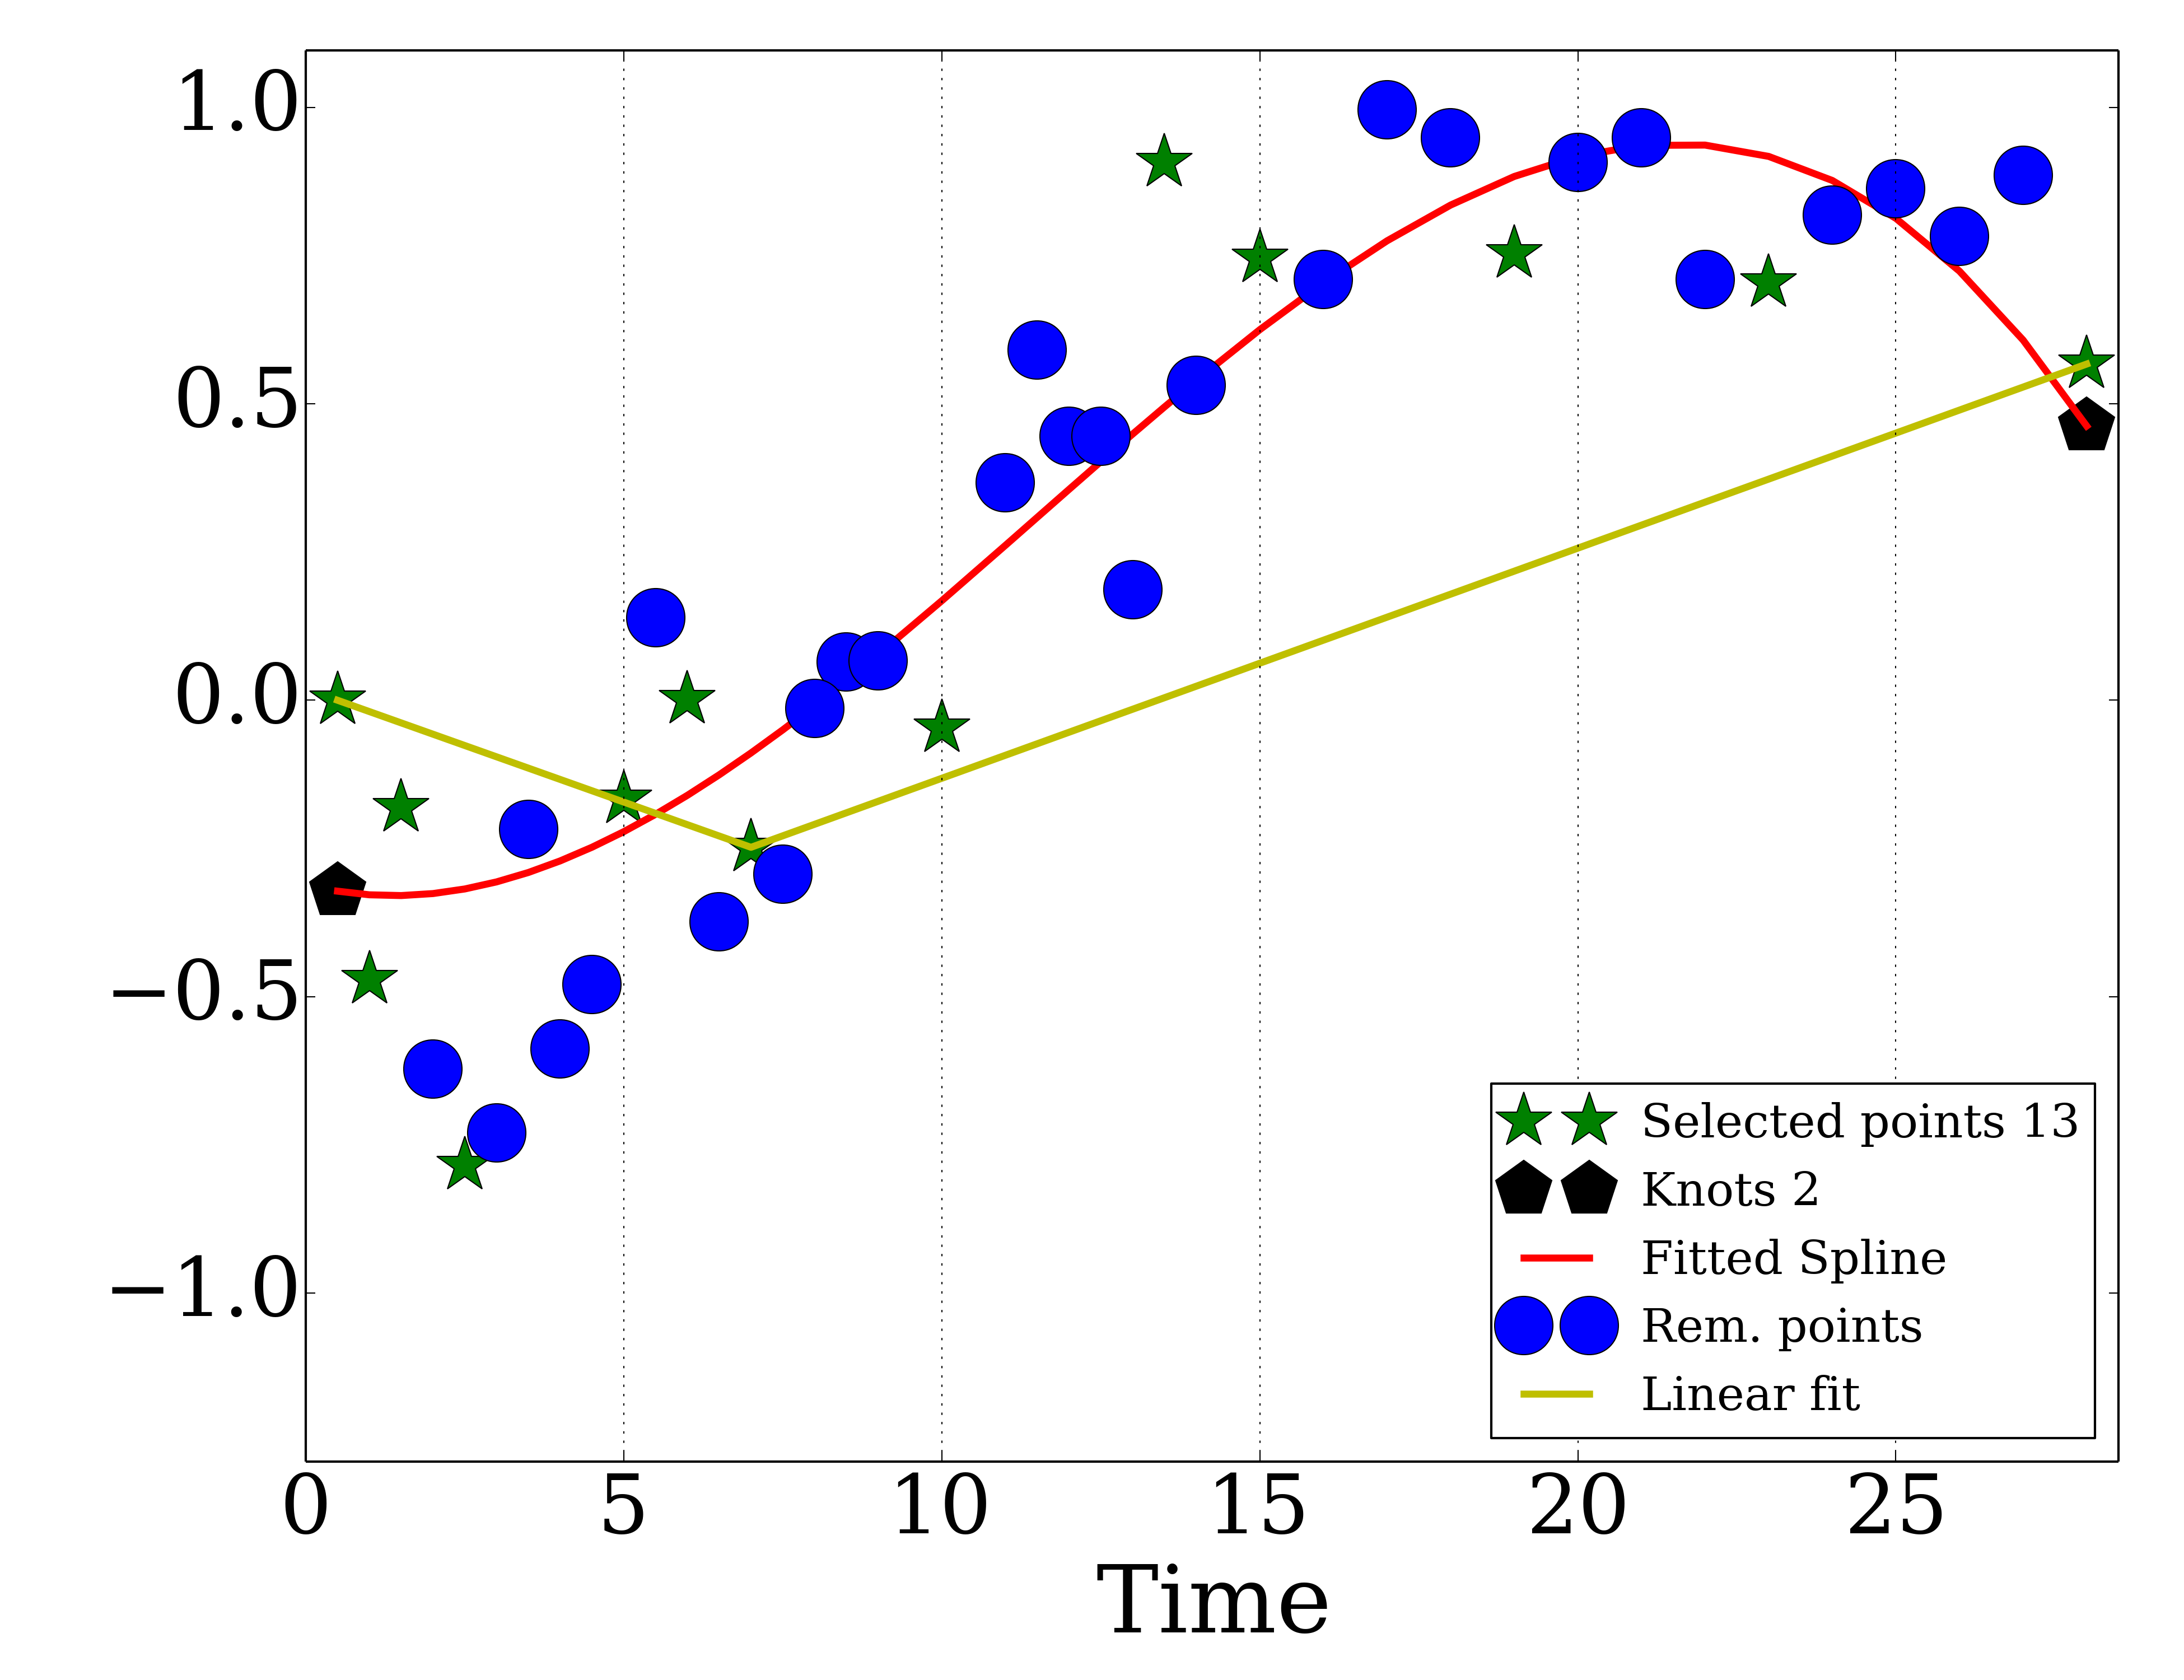 1.0
0.5
0.0
−0.5
−1.0
0 5 10 15 20 25
Time
Selected points 13
Knots 2
Fitted Spline
Rem. points
Linear fit